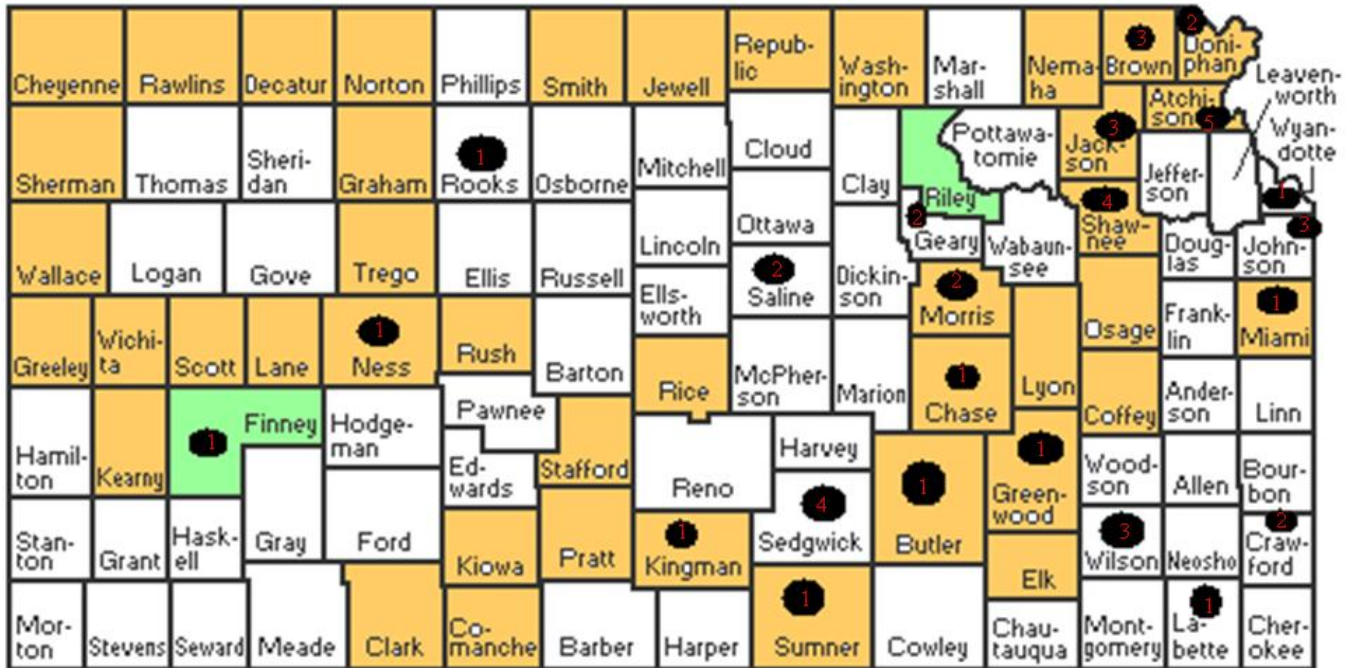 Cheyenne
Rawlins
Decatur
Norton
Phillips
Smith
Jewell
Repub-
lic
Wash-
ington
Mar-
shall
Nema-
ha
3
Brown
2
Doni-
phan
Leaven-
worth
Wyan-
dotte
Sherman
Thomas
Sheri-
dan
Graham
1
Rooks
Osborne
Mitchell
Cloud
Clay
Riley
Pottawa-
tomie
3
Jack-
son
Atchi-
son
5
Jeffer-
son
1
Wallace
Logan
Gove
Trego
Ellis
Russell
Lincoln
Ottawa
2
Saline
Dickin-
son
2
Geary
Wabaun-
see
4
Shaw-
nee
Doug-
las
3
John-
son
Ells-
worth
Greeley
Wichi-
ta
Scott
Lane
1
Ness
Rush
Barton
Rice
McPher-
son
Marion
2
Morris
1
Chase
Lyon
Osage
Frank-
lin
1
Miami
Coffey
Ander-
son
Linn
Hamil-
ton
Kearny
1
Finney
Hodge-
man
Pawnee
Ed-
wards
Stafford
Reno
Harvey
4
Sedgwick
1
Butler
1
Green-
wood
Wood-
son
Allen
Bour-
bon
Stan-
ton
Grant
Hask-
ell
Gray
Ford
Kiowa
Pratt
1
Kingman
Elk
3
Wilson
Neosho
2
Craw-
ford
Mor-
ton
Stevens
Seward
Meade
Clark
Co-
manche
Barber
Harper
1
Sumner
Cowley
Chau-
tauqua
Mont-
gomery
1
La-
bette
Cher-
okee